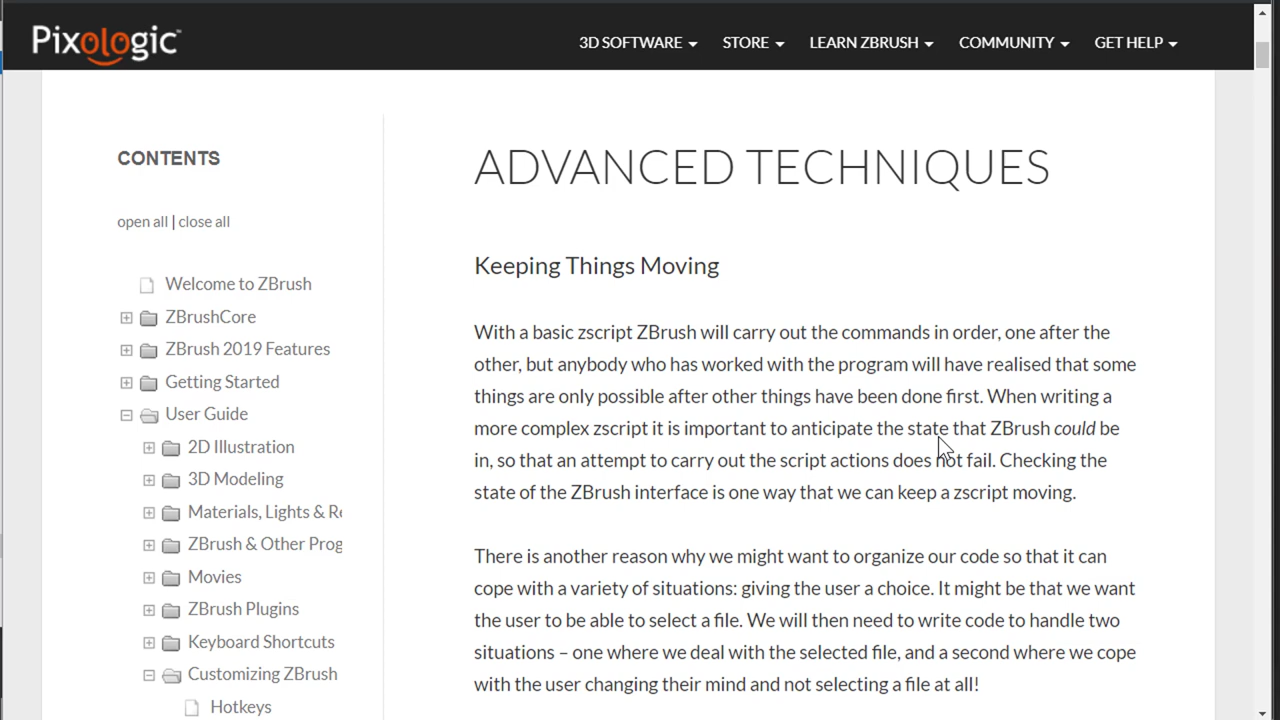 Pixologic™
3D SOFTWARE
STORE
LEARN ZBRUSH
COMMUNITY
GET HELP
CONTENTS
open all | close all
Welcome to ZBrush
ZBrushCore
ZBrush 2019 Features
Getting Started
User Guide
2D Illustration
3D Modeling
Materials, Lights & Re
ZBrush & Other Prog
Movies
ZBrush Plugins
Keyboard Shortcuts
Customizing ZBrush
Hotkeys
ADVANCED TECHNIQUES
Keeping Things Moving
With a basic zscript ZBrush will carry out the commands in order, one after the
other, but anybody who has worked with the program will have realised that some
things are only possible after other things have been done first. When writing a
more complex zscript it is important to anticipate the state that ZBrush could be
in, so that an attempt to carry out the script actions does not fail. Checking the
state of the ZBrush interface is one way that we can keep a zscript moving.
There is another reason why we might want to organize our code so that it can
cope with a variety of situations: giving the user a choice. It might be that we want
the user to be able to select a file. We will then need to write code to handle two
situations – one where we deal with the selected file, and a second where we cope
with the user changing their mind and not selecting a file at all!